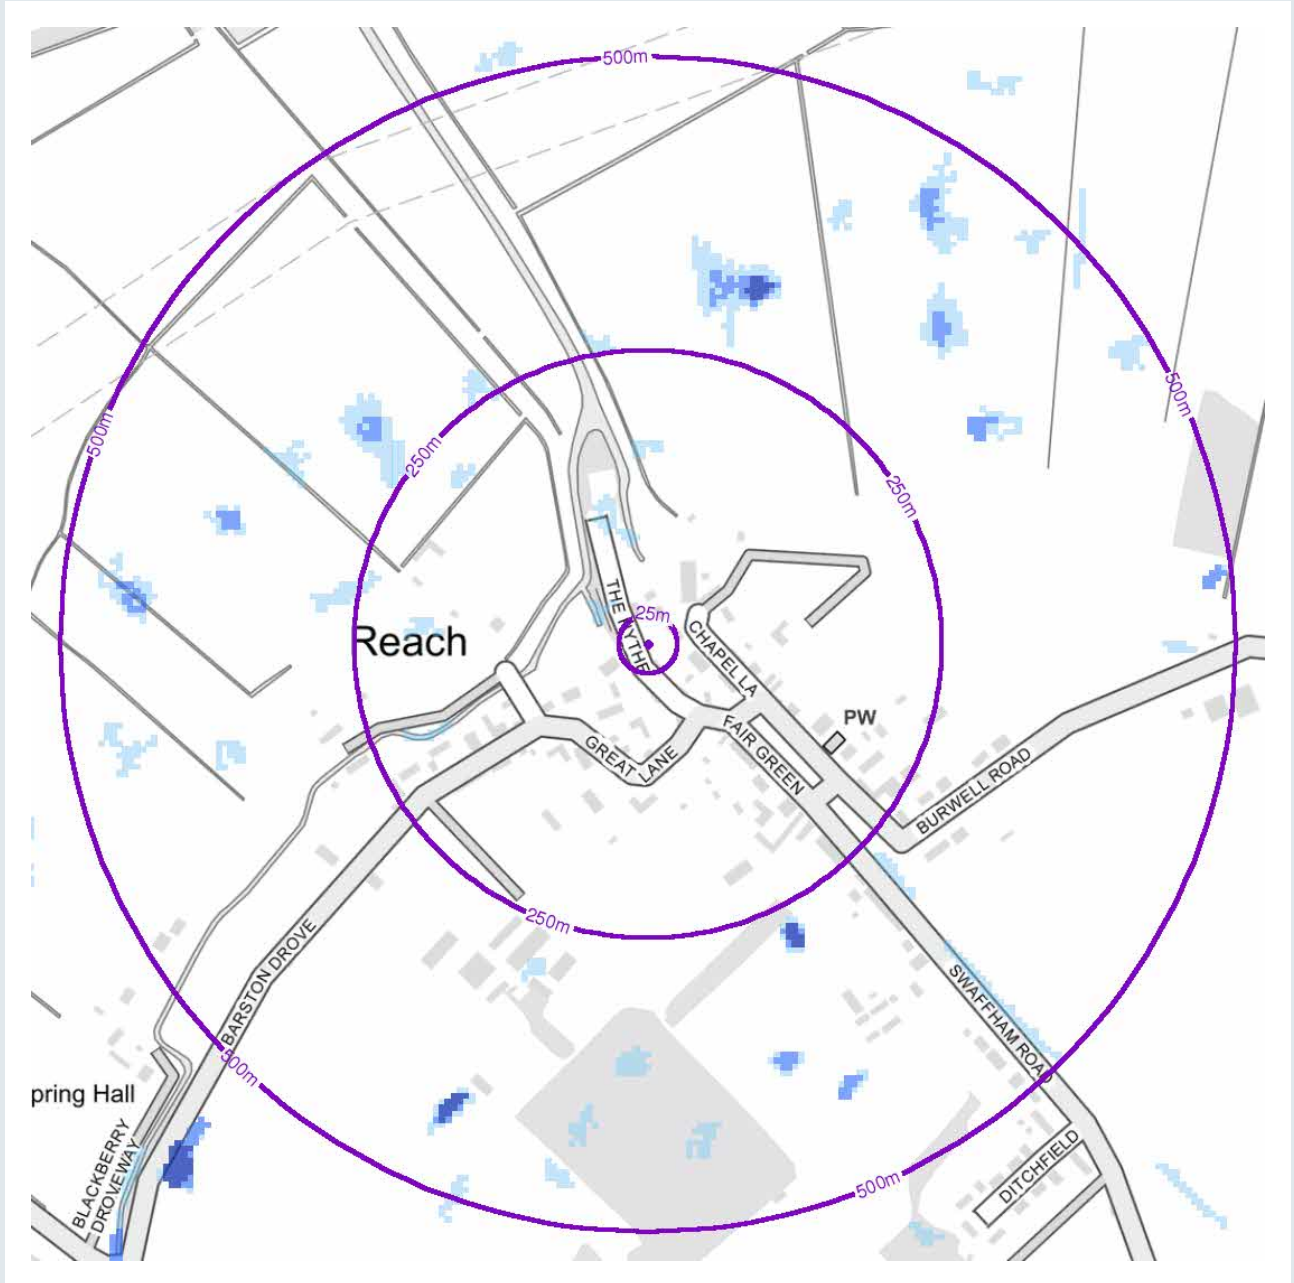 500m
500m
500m
250m
250m
THE HYTHE
25m
CHAPEL LA
Reach
PW
FAIR GREEN
GREAT LANE
BURWELL ROAD
250m
BARSTON DROVE
SWAFFHAM ROAD
500m
pring Hall
BLACKBERRY
DROVEWAY
DITCHFIELD
500m